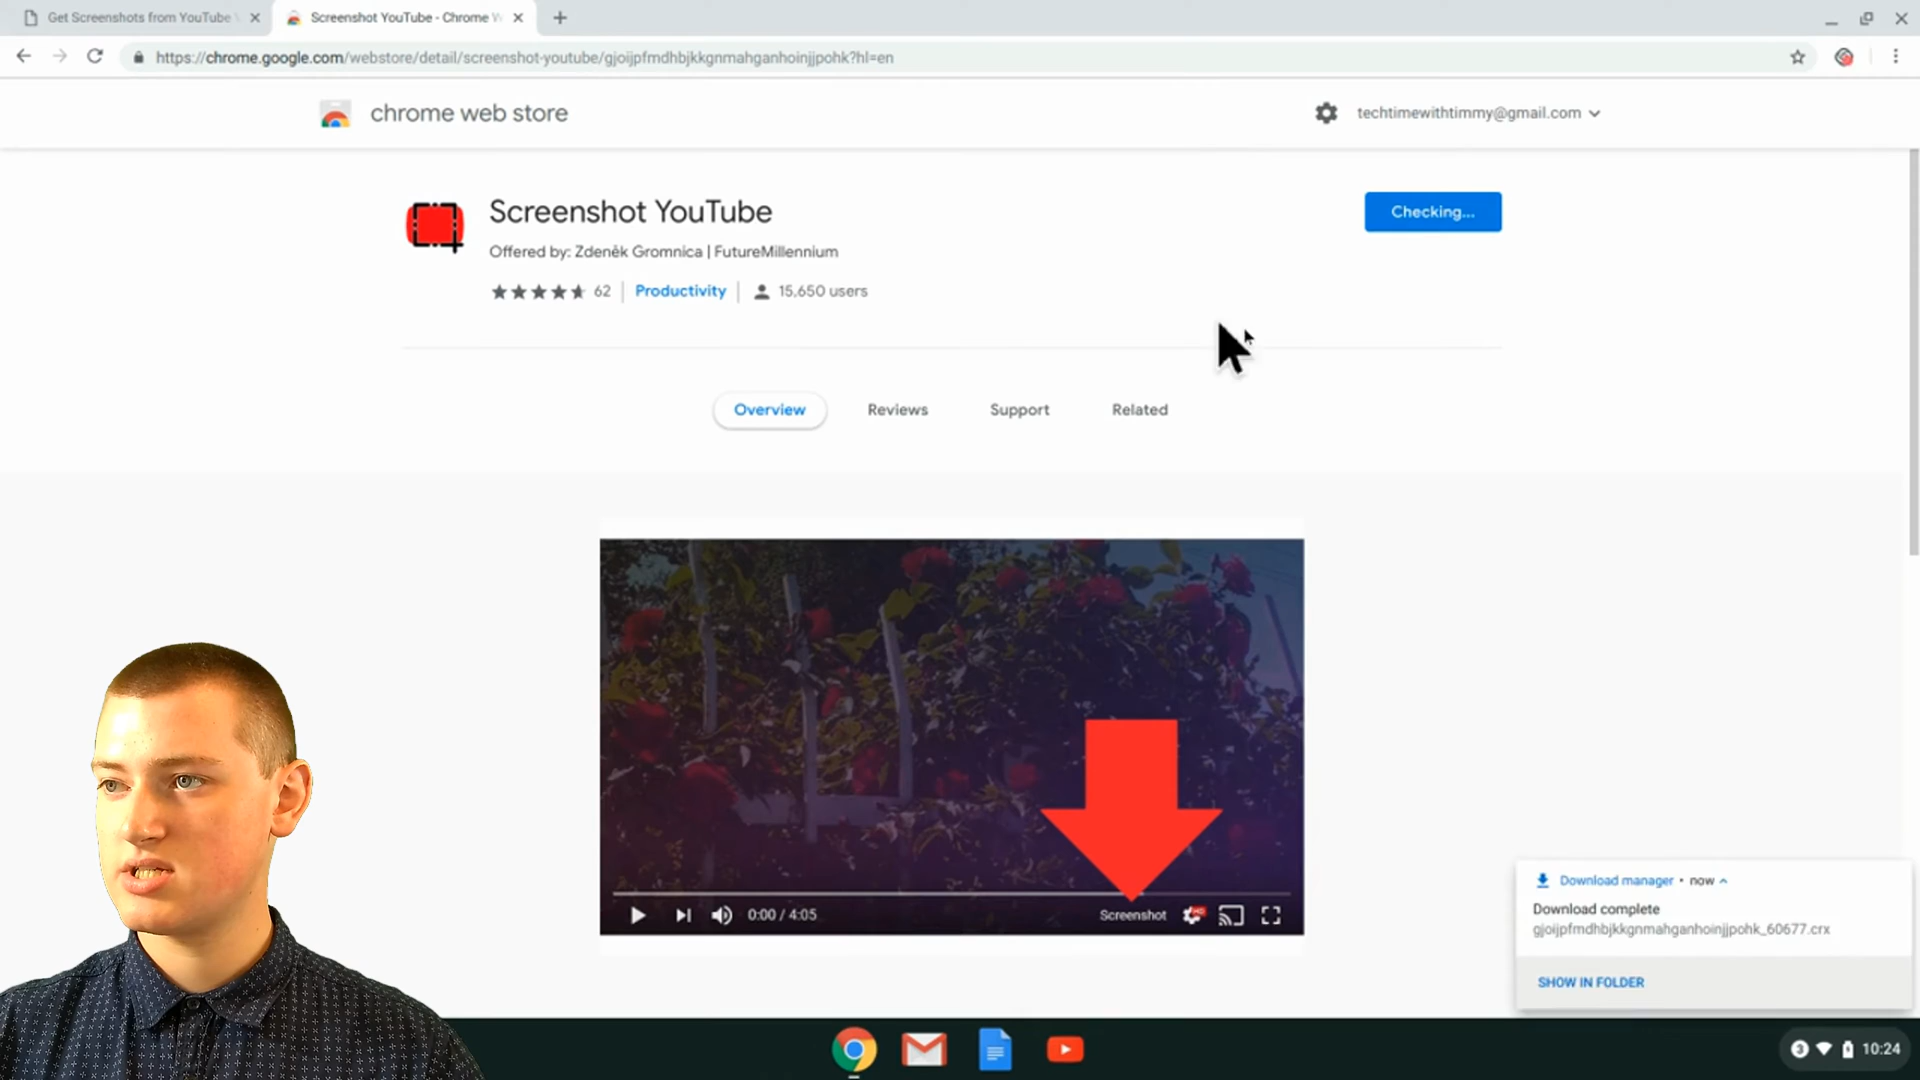 Get Screenshots from YouTube
Screenshot YouTube - Chrome W
https://chrome.google.com/webstore/detail/screenshot-youtube/gjoijpfmdhbjkkgnmahganhoinjjpohk?hl=en
chrome web store
techtimewithtimmy@gmail.com
Screenshot YouTube
Checking...
Offered by: Zdeněk Gromnica | FutureMillennium
62 | Productivity | 15,650 users
Overview
Reviews
Support
Related
0:00 / 4:05
Screenshot
Download manager • now
Download complete
gjoijpfmdhbjkkgnmahganhoinjjpohk_60677.crx
SHOW IN FOLDER
3
10:24